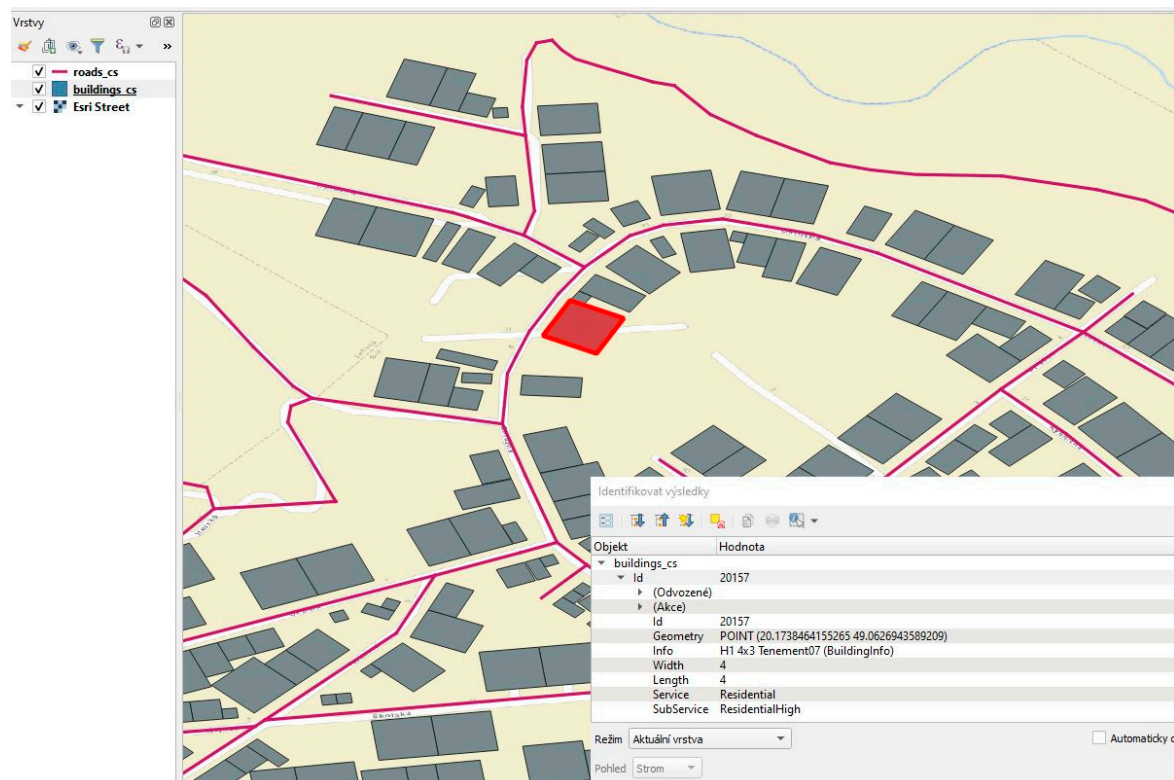 Vrstvy
»
roads_cs
buildings_cs
Esri Street
Školská
Identifikovat výsledky
Objekt Hodnota
buildings_cs
Id 20157
(Odvozené)
(Akce)
Id 20157
Geometry POINT (20.1738464155265 49.0626943589209)
Info H1 4x3 Tenement07 (BuildingInfo)
Width 4
Length 4
Service Residential
SubService ResidentialHigh
Režim Aktuální vrstva
Automaticky
Pohled Strom